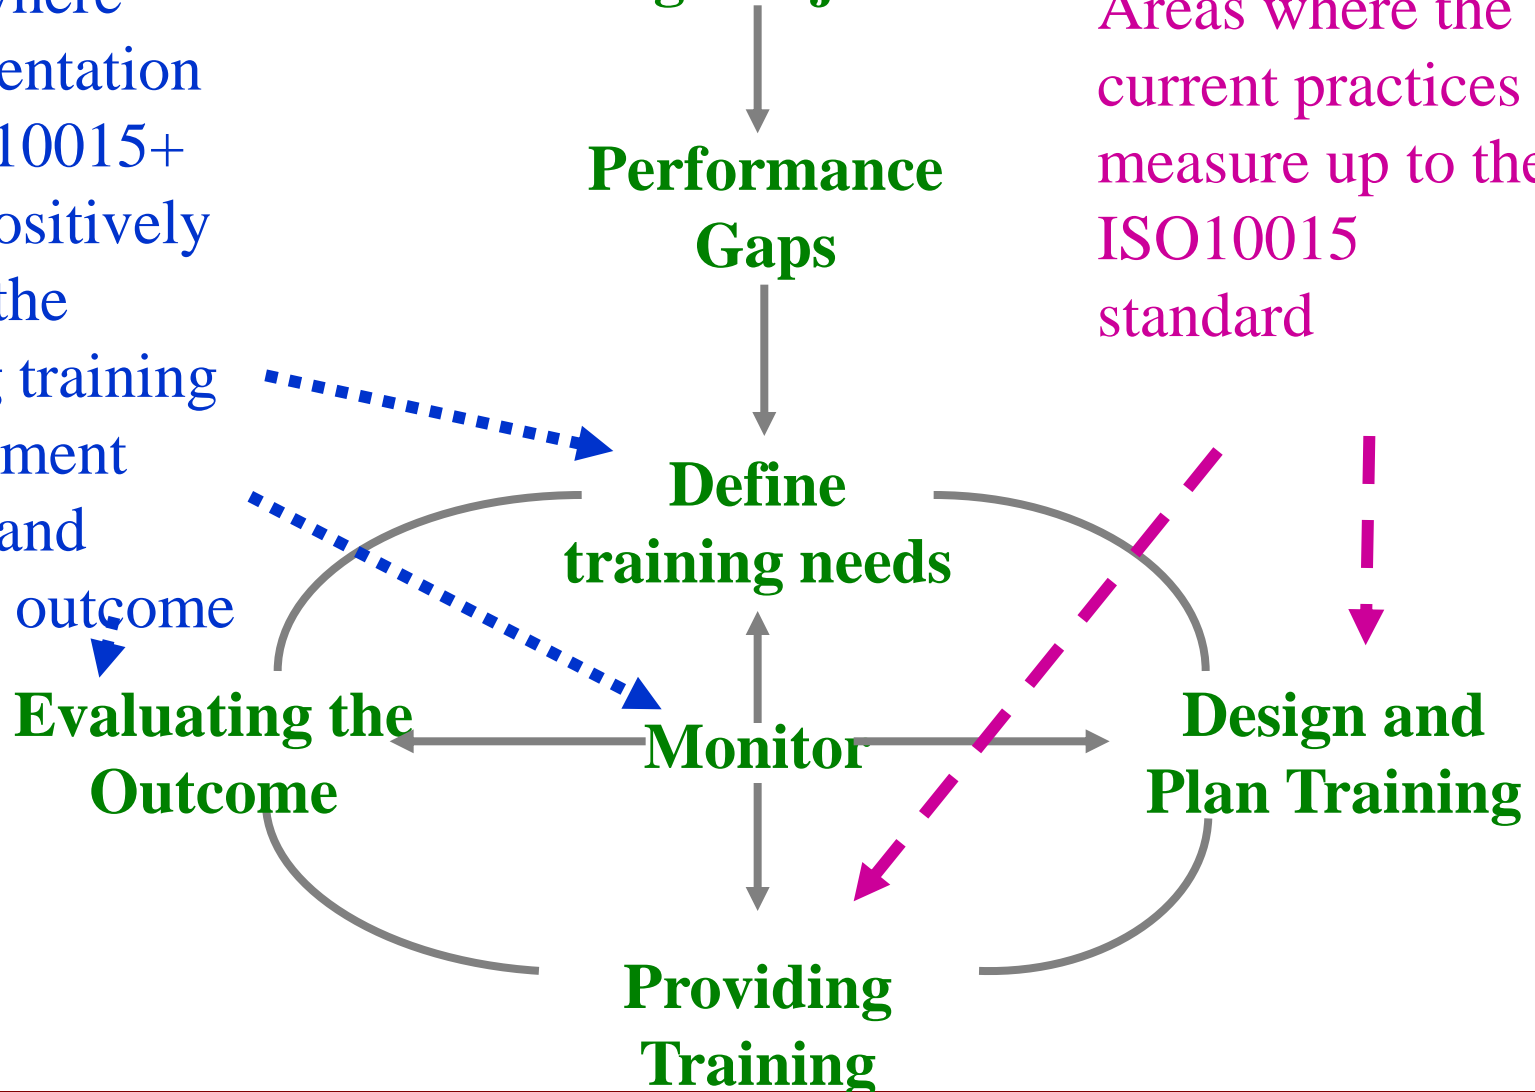 entation
10015+
ositively
the
training
ment
and
outcome
Performance
Gaps
Define
training needs
Evaluating the
Outcome
Monitor
Providing
Training
Areas where the
current practices
measure up to the
ISO10015
standard
Design and
Plan Training